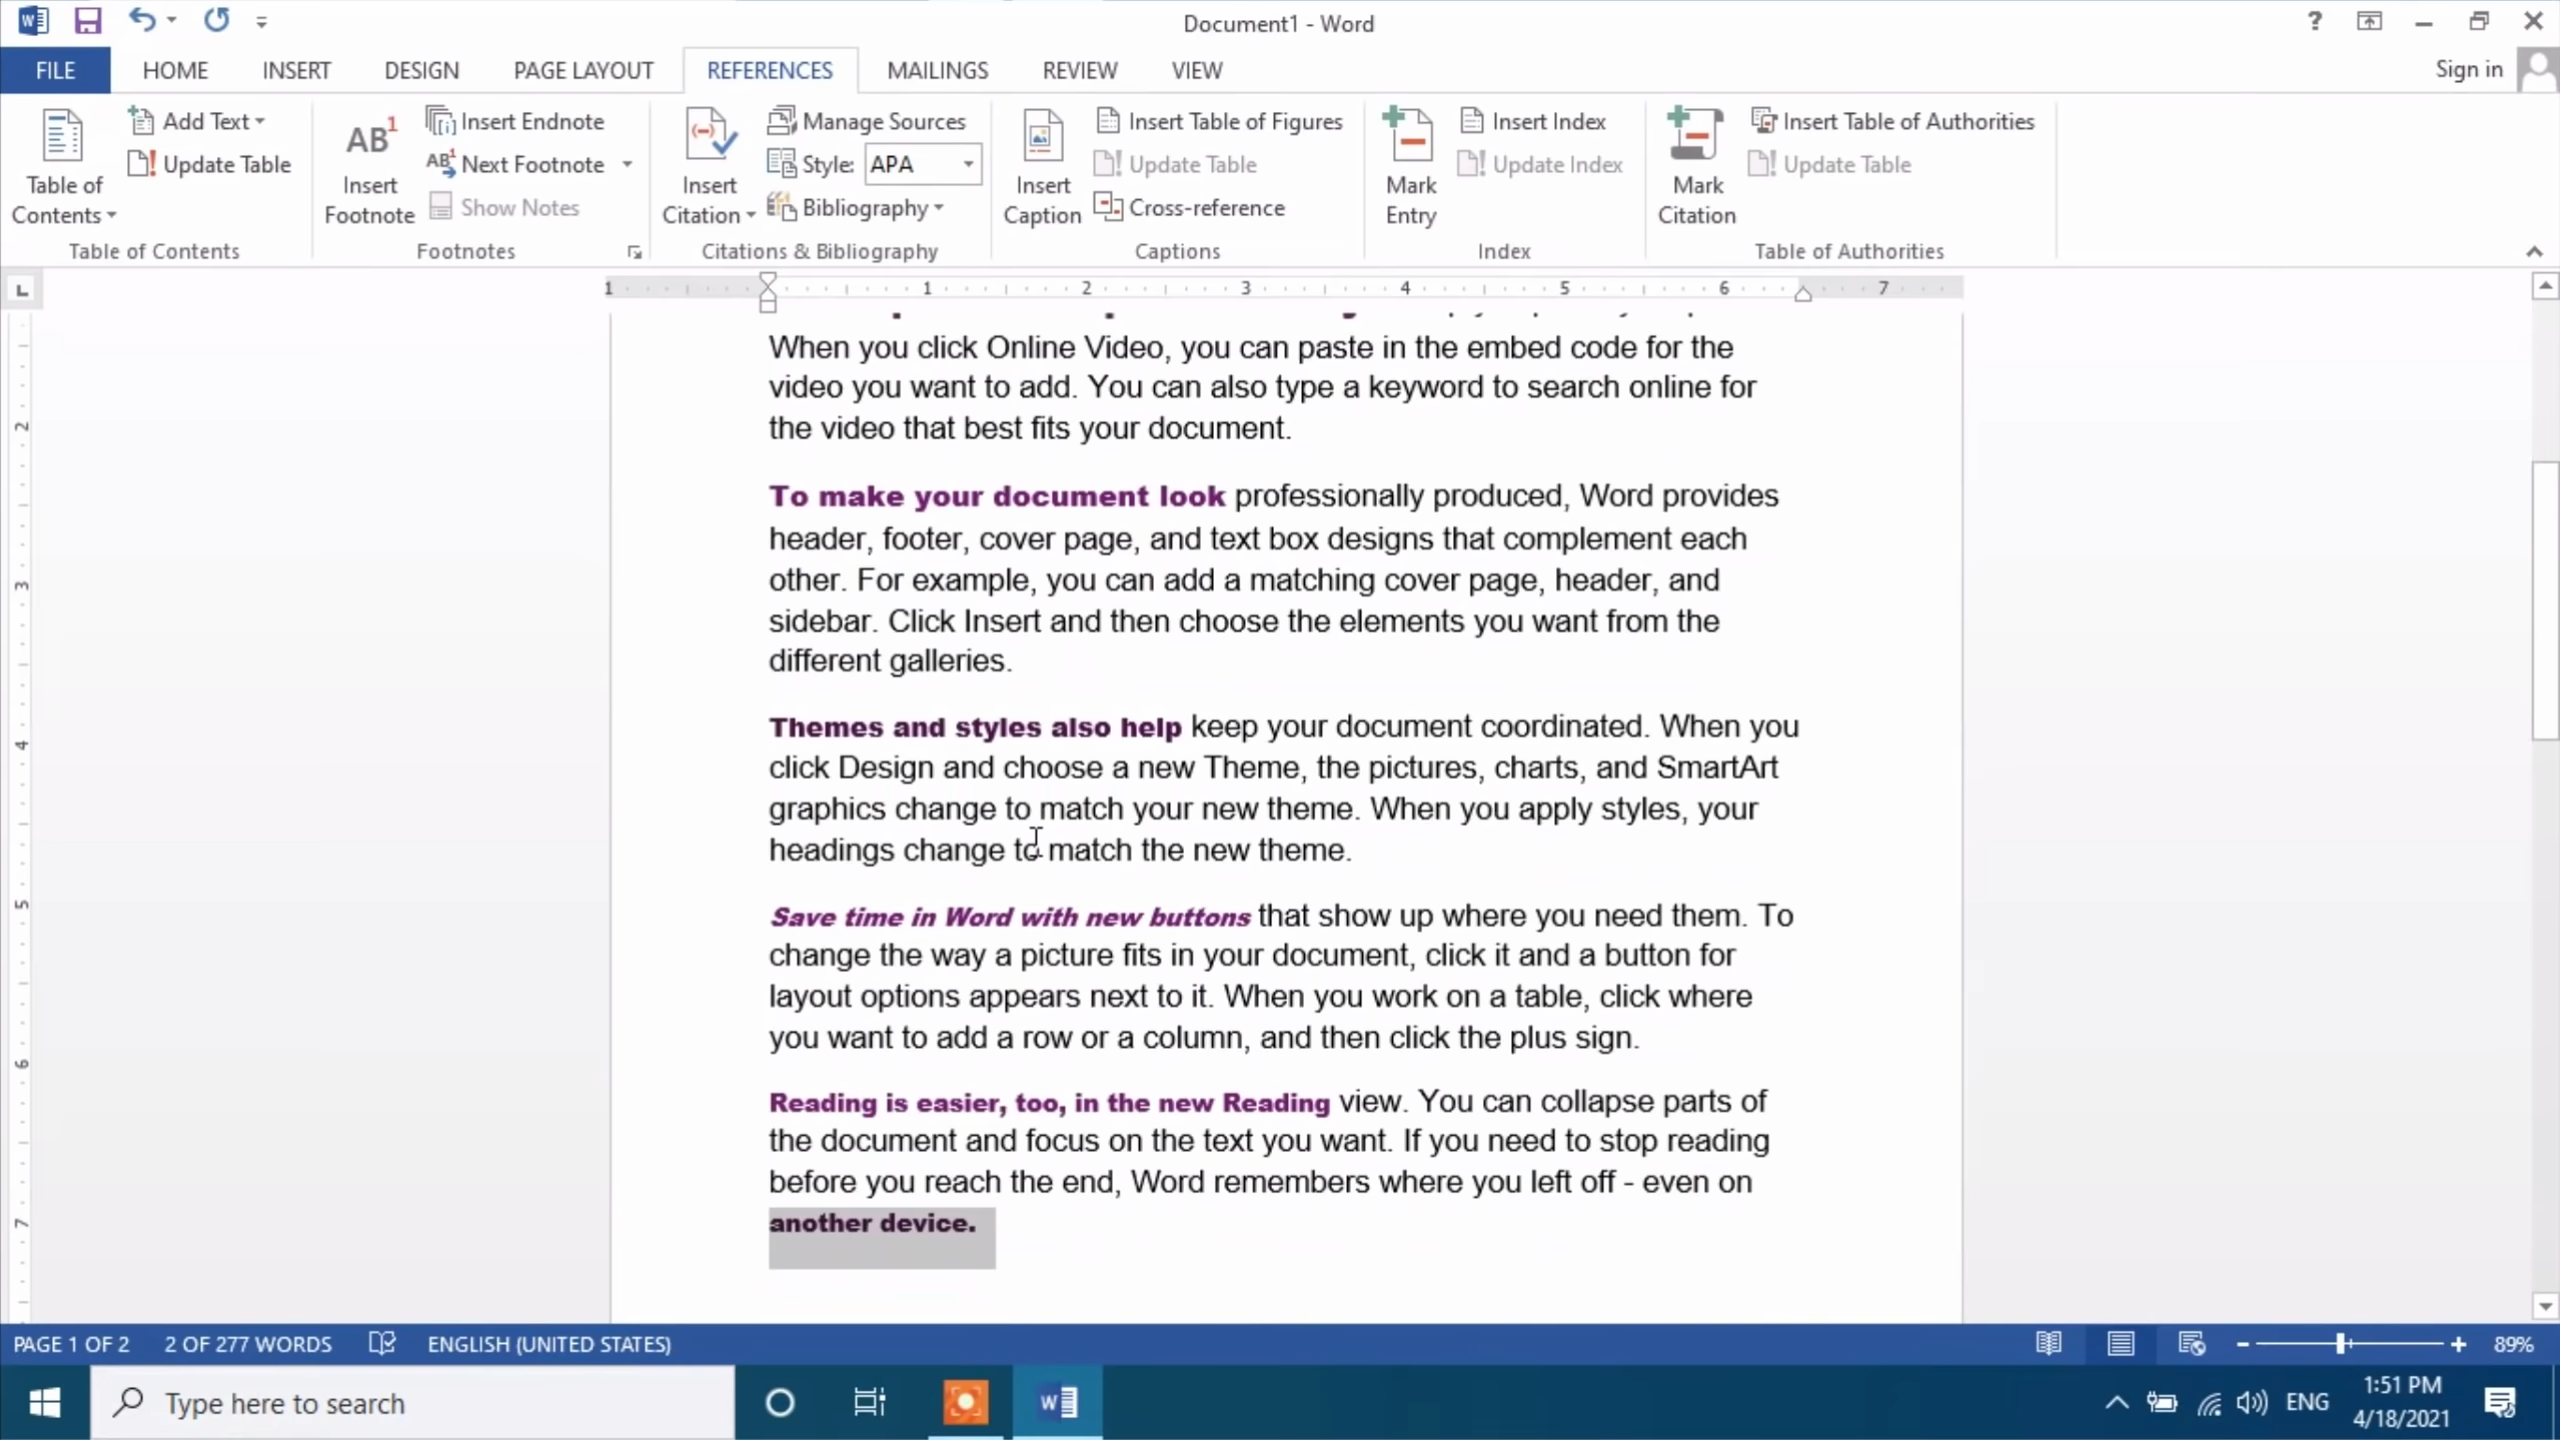 Document1 - Word
FILE HOME INSERT DESIGN PAGE LAYOUT REFERENCES MAILINGS REVIEW VIEW Sign in
Table of Contents
Add Text
Update Table
Table of Contents
AB1 Insert Footnote
Insert Endnote
Next Footnote
Show Notes
Footnotes
Insert Citation
Manage Sources
Style: APA
Bibliography
Citations & Bibliography
Insert Caption
Insert Table of Figures
Update Table
Cross-reference
Captions
Mark Entry
Insert Index
Update Index
Index
Mark Citation
Insert Table of Authorities
Update Table
Table of Authorities
1 1 2 3 4 5 6 7
2
3
4
5
6
7
When you click Online Video, you can paste in the embed code for the
video you want to add. You can also type a keyword to search online for
the video that best fits your document.
To make your document look professionally produced, Word provides
header, footer, cover page, and text box designs that complement each
other. For example, you can add a matching cover page, header, and
sidebar. Click Insert and then choose the elements you want from the
different galleries.
Themes and styles also help keep your document coordinated. When you
click Design and choose a new Theme, the pictures, charts, and SmartArt
graphics change to match your new theme. When you apply styles, your
headings change to match the new theme.
Save time in Word with new buttons that show up where you need them. To
change the way a picture fits in your document, click it and a button for
layout options appears next to it. When you work on a table, click where
you want to add a row or a column, and then click the plus sign.
Reading is easier, too, in the new Reading view. You can collapse parts of
the document and focus on the text you want. If you need to stop reading
before you reach the end, Word remembers where you left off - even on
another device.
PAGE 1 OF 2 2 OF 277 WORDS ENGLISH (UNITED STATES) 89%
Type here to search
ENG
1:51 PM
4/18/2021